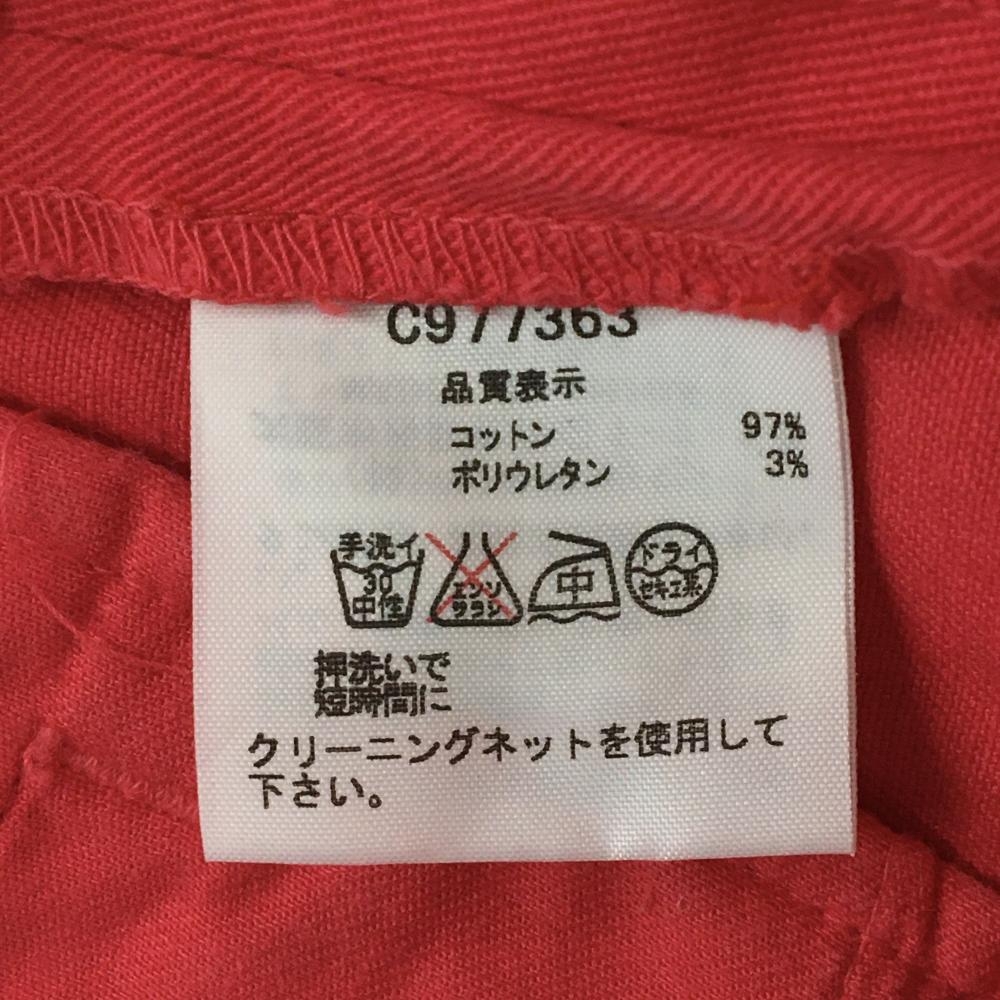 C977363
品質表示
コットン 97%
ポリウレタン 3%
手洗イ
30
中性
エンソ
サラシ
中
ドライ
セキユ系
押洗いで
短時間に
クリーニングネットを使用して
下さい。